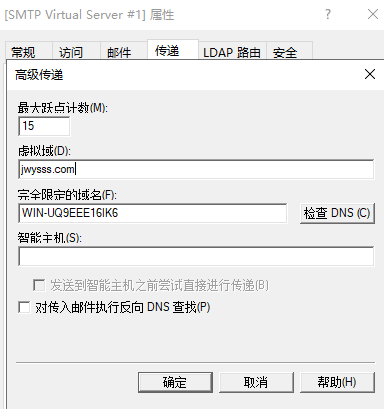 [SMTP Virtual Server #1] 属性
常规 访问 邮件 传递 LDAP 路由 安全
高级传递
最大跃点计数(M):
15
虚拟域(D):
jwysss.com
完全限定的域名(F):
WIN-UQ9EEE16IK6 检查 DNS (C)
智能主机(S):
发送到智能主机之前尝试直接进行传递(B)
对传入邮件执行反向 DNS 查找(P)
确定 取消 帮助(H)